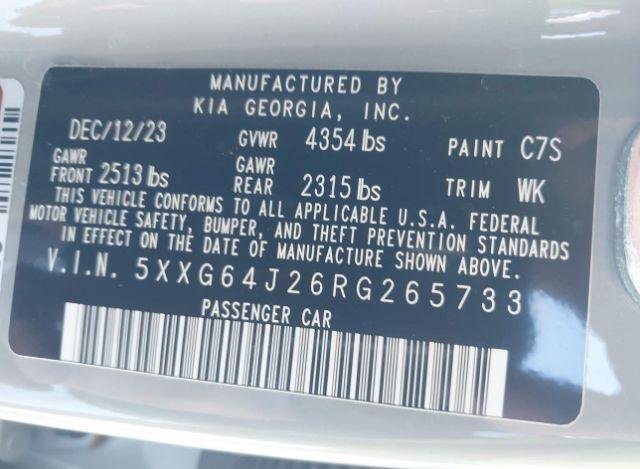 MANUFACTURED BY
KIA GEORGIA, INC.
DEC/12/23 GVWR 4354 lbs PAINT C7S
GAWR FRONT 2513 lbs GAWR REAR 2315 lbs TRIM WK
THIS VEHICLE CONFORMS TO ALL APPLICABLE U.S.A. FEDERAL
MOTOR VEHICLE SAFETY, BUMPER, AND THEFT PREVENTION STANDARDS
IN EFFECT ON THE DATE OF MANUFACTURE SHOWN ABOVE.
V.I.N. 5XXG64J26RG265733
PASSENGER CAR